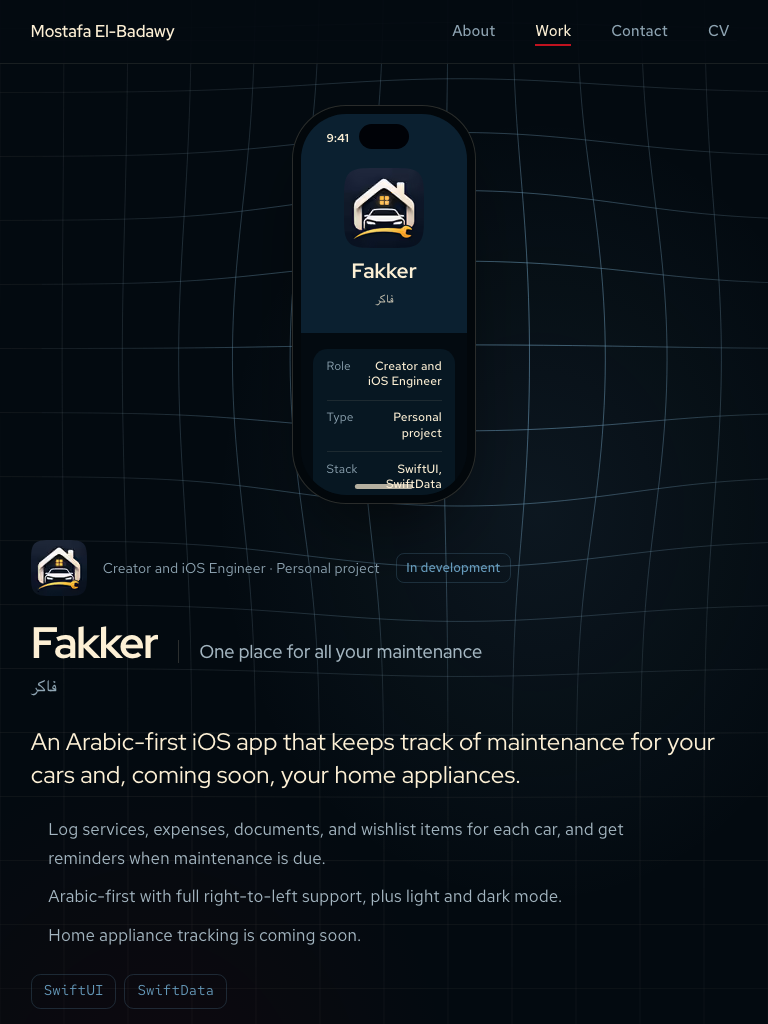 Mostafa El-Badawy
About
Work
Contact
CV
9:41
Fakker
فاكر
Role
Creator and
iOS Engineer
Type
Personal
project
Stack
SwiftUI,
SwiftData
Creator and iOS Engineer · Personal project
In development
Fakker
One place for all your maintenance
فاكر
An Arabic-first iOS app that keeps track of maintenance for your
cars and, coming soon, your home appliances.
Log services, expenses, documents, and wishlist items for each car, and get
reminders when maintenance is due.
Arabic-first with full right-to-left support, plus light and dark mode.
Home appliance tracking is coming soon.
SwiftUI
SwiftData